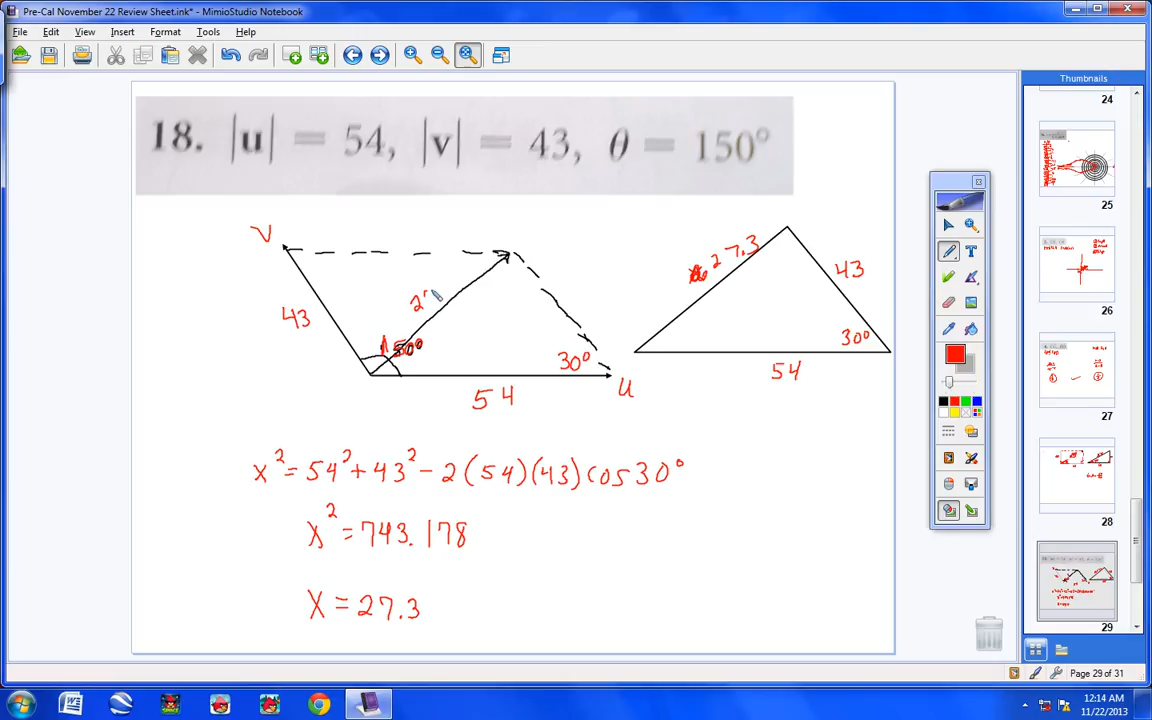 Pre-Cal November 22 Review Sheet.ink* - MimioStudio Notebook
File Edit View Insert Format Tools Help
Thumbnails
18. |u| = 54, |v| = 43, θ = 150°
V
43
150°
54
30°
U
27.3
43
30°
54
x² = 54² + 43² - 2(54)(43)cos30°
x² = 743.178
x = 27.3
24
25
26
27
28
29
Page 29 of 31
12:14 AM
11/22/2013